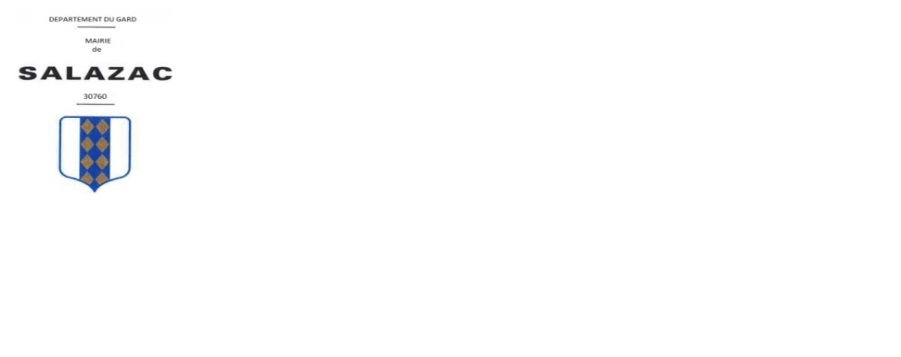 DEPARTEMENT DU GARD
MAIRIE
de
SALAZAC
30760